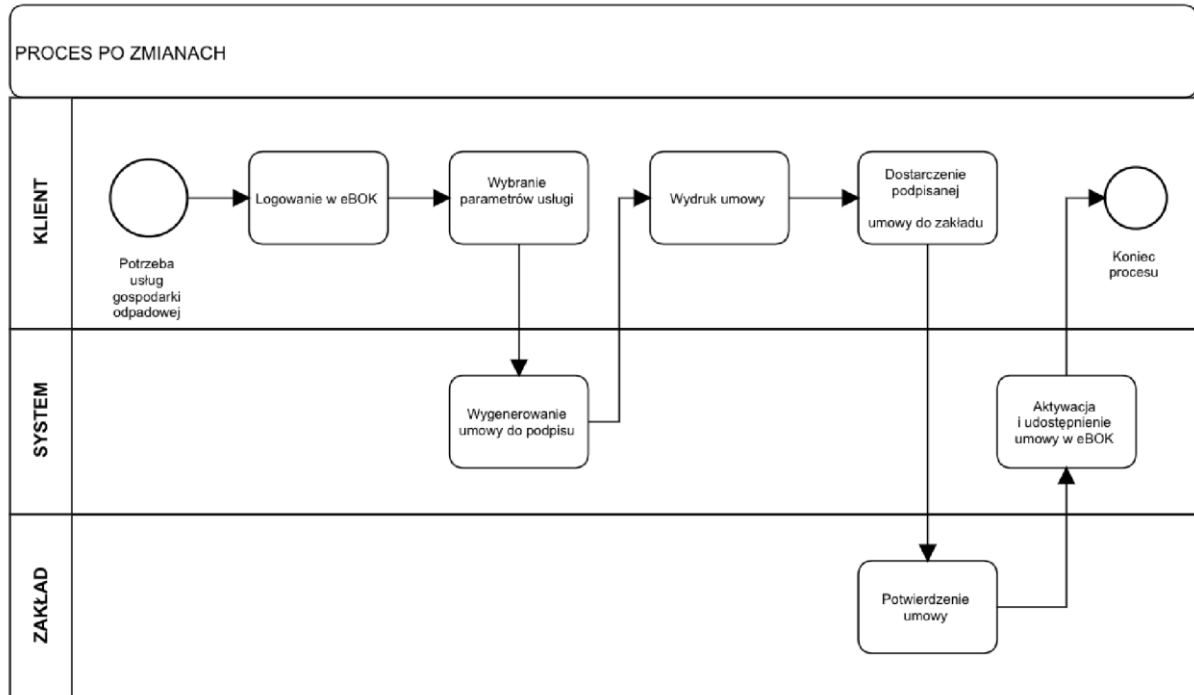 PROCES PO ZMIANACH
KLIENT
Potrzeba
usług
gospodarki
odpadowej
Logowanie w eBOK
Wybranie
parametrów usługi
Wydruk umowy
Dostarczenie
podpisanej
umowy do zakładu
Koniec
procesu
SYSTEM
Wygenerowanie
umowy do podpisu
Aktywacja
i udostępnienie
umowy w eBOK
ZAKŁAD
Potwierdzenie
umowy